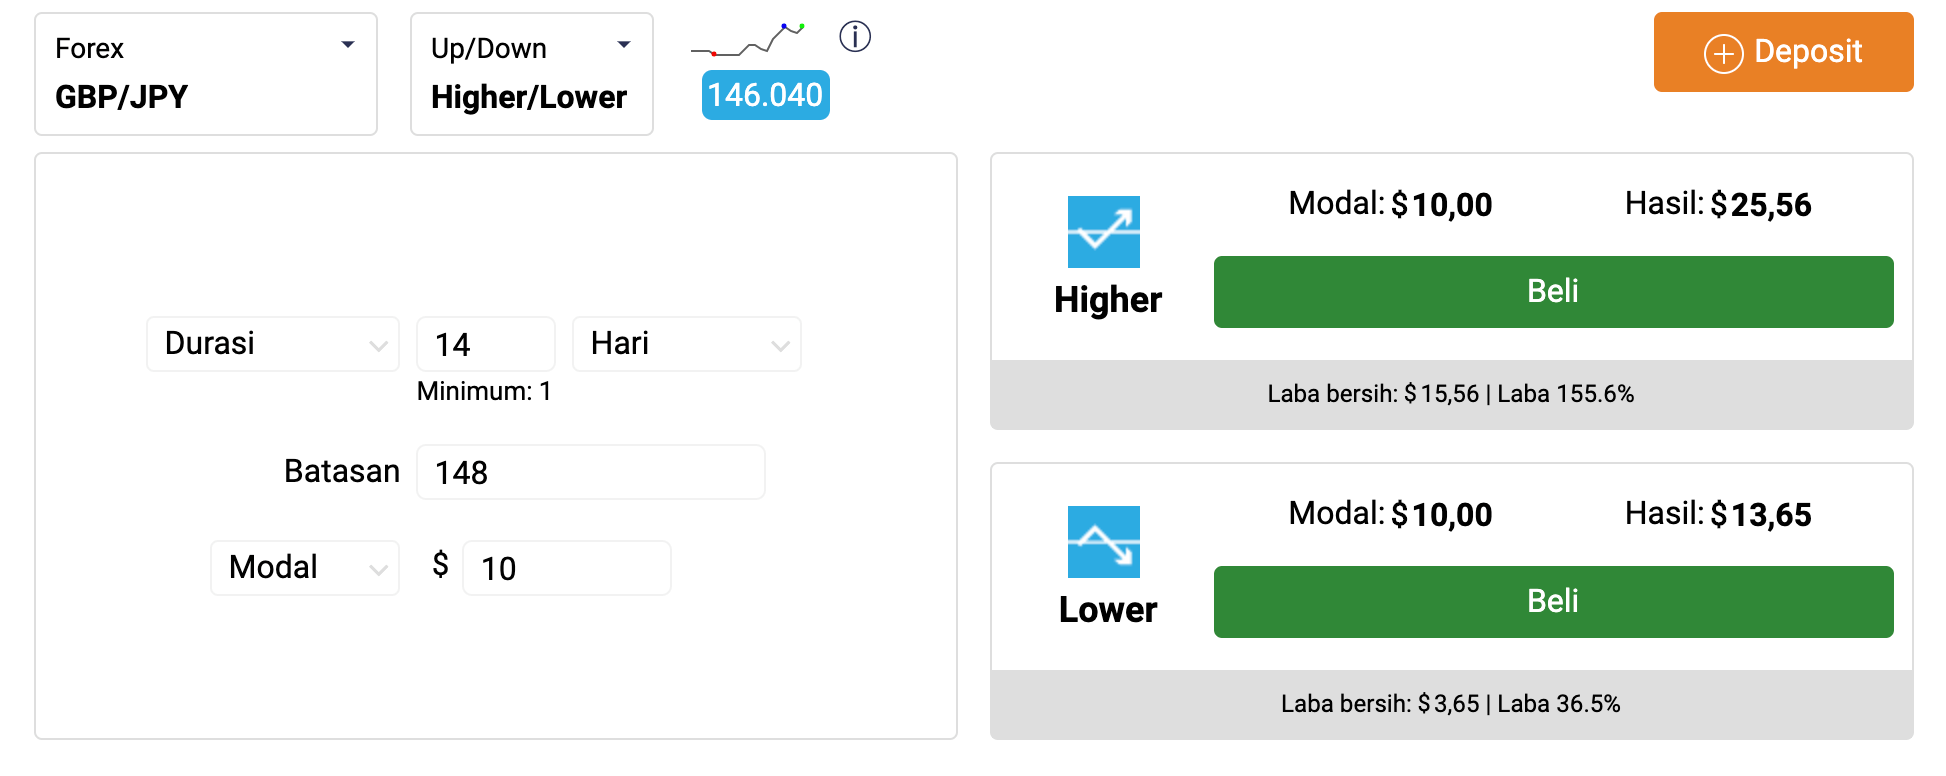 Forex
GBP/JPY
Up/Down
Higher/Lower
146.040
Deposit
Durasi 14 Hari
Minimum: 1
Batasan 148
Modal $ 10
Modal: $10,00 Hasil: $25,56
Higher
Beli
Laba bersih: $15,56 | Laba 155.6%
Modal: $10,00 Hasil: $13,65
Lower
Beli
Laba bersih: $3,65 | Laba 36.5%